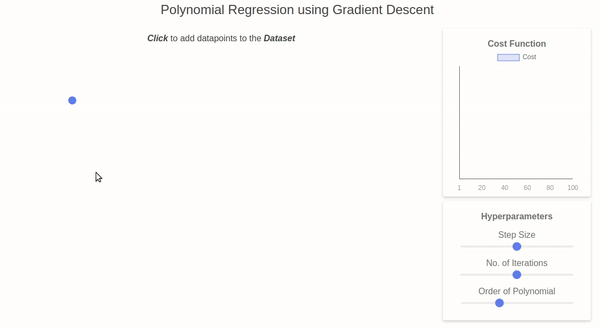 Polynomial Regression using Gradient Descent
Click to add datapoints to the Dataset
Cost Function
Cost
1 20 40 60 80 100
Hyperparameters
Step Size
No. of Iterations
Order of Polynomial